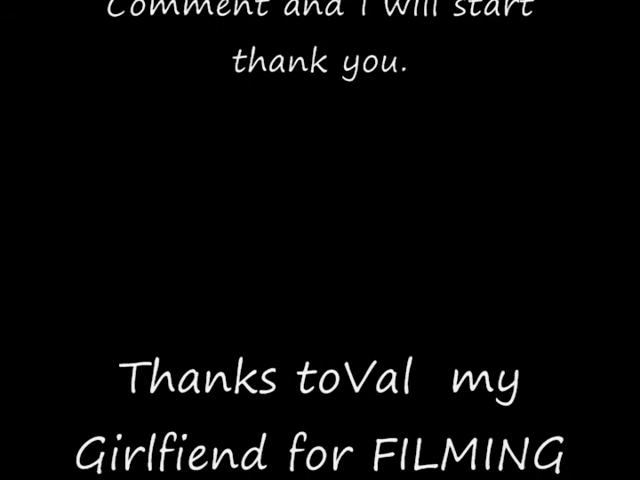 Comment and I will start
thank you.
Thanks toVal my
Girlfiend for FILMING